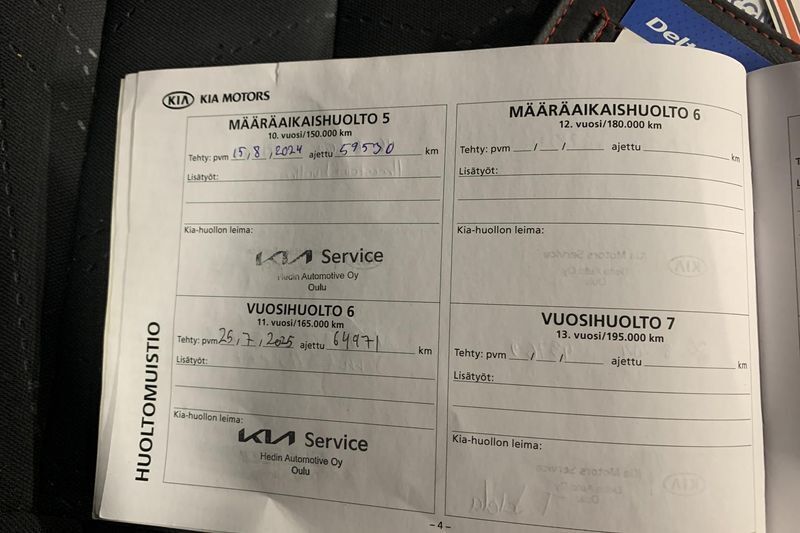 Delt
KIA KIA MOTORS
MÄÄRÄAIKAISHUOLTO 5
10. vuosi/150.000 km
Tehty: pvm 15,8,2024 ajettu 59590 km
Lisätyöt:
Kia-huollon leima:
KIA Service
Hedin Automotive Oy
Oulu
VUOSIHUOLTO 6
11. vuosi/165.000 km
Tehty: pvm 25,7,2025 ajettu 64971 km
Lisätyöt:
Kia-huollon leima:
KIA Service
Hedin Automotive Oy
Oulu
MÄÄRÄAIKAISHUOLTO 6
12. vuosi/180.000 km
Tehty: pvm / / ajettu km
Lisätyöt:
Kia-huollon leima:
VUOSIHUOLTO 7
13. vuosi/195.000 km
Tehty: pvm / / ajettu km
Lisätyöt:
Kia-huollon leima:
HUOLTOMUISTIO
– 4 –